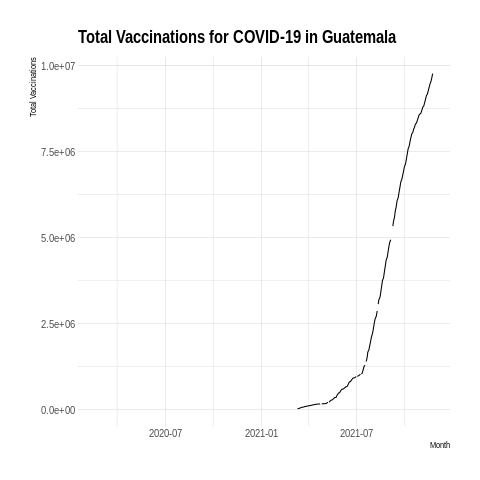 Total Vaccinations for COVID-19 in Guatemala
Total Vaccinations
1.0e+07
7.5e+06
5.0e+06
2.5e+06
0.0e+00
2020-07 2021-01 2021-07
Month